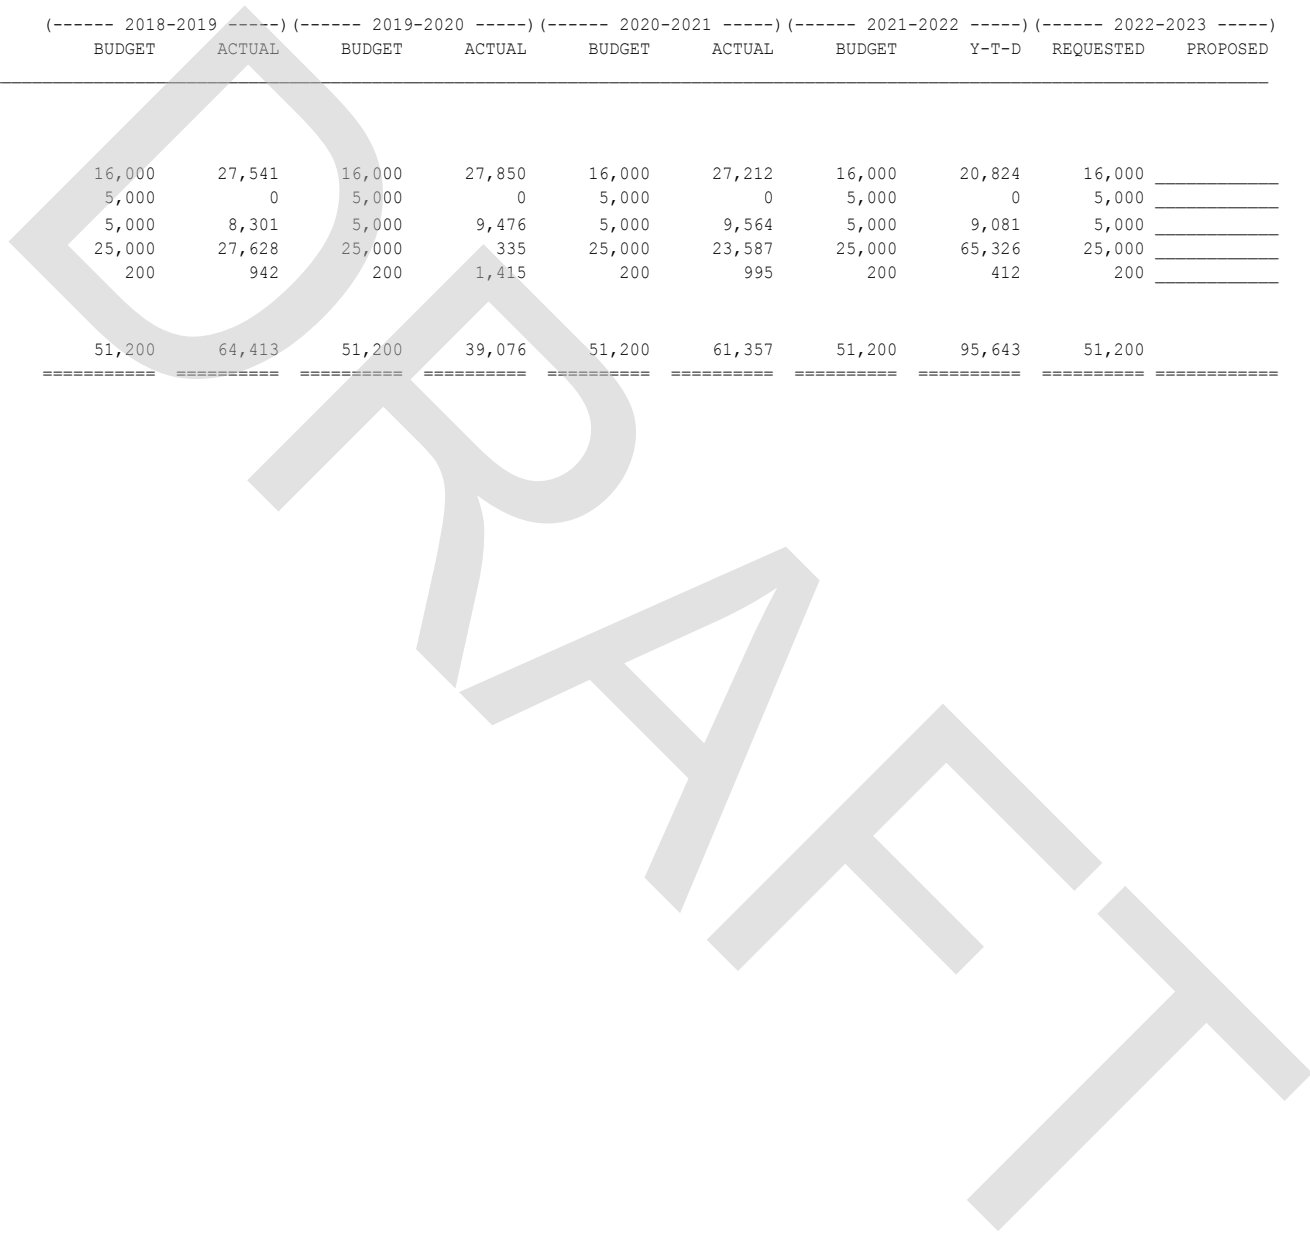 (------ 2018-2019 -----)(------ 2019-2020 -----)(------ 2020-2021 -----)(------ 2021-2022 -----)(------ 2022-2023 -----)
BUDGET ACTUAL BUDGET ACTUAL BUDGET ACTUAL BUDGET Y-T-D REQUESTED PROPOSED
16,000 27,541 16,000 27,850 16,000 27,212 16,000 20,824 16,000 ____________
5,000 0 5,000 0 5,000 0 5,000 0 5,000 ____________
5,000 8,301 5,000 9,476 5,000 9,564 5,000 9,081 5,000 ____________
25,000 27,628 25,000 335 25,000 23,587 25,000 65,326 25,000 ____________
200 942 200 1,415 200 995 200 412 200 ____________
51,200 64,413 51,200 39,076 51,200 61,357 51,200 95,643 51,200
=========== ========== ========== ========== ========== ========== ========== ========== ========== ============
DRAFT